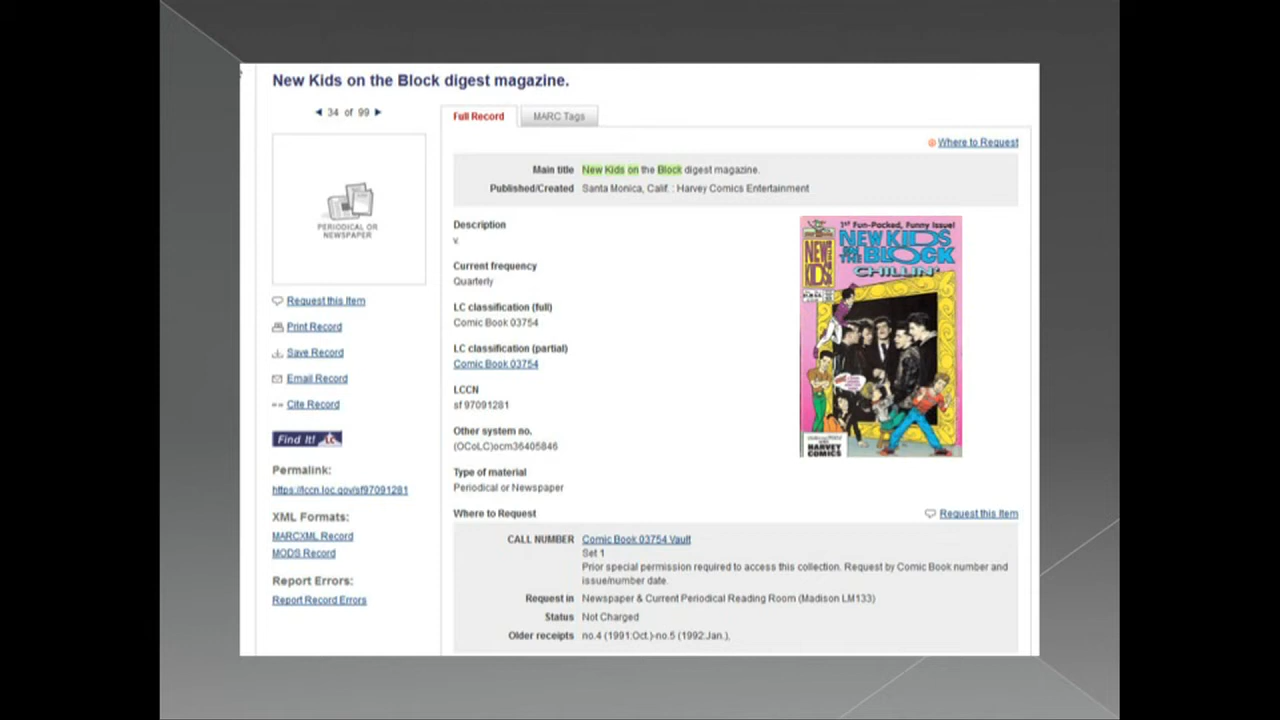 New Kids on the Block digest magazine.
34 of 99
Full Record
MARC Tags
Where to Request
Main title New Kids on the Block digest magazine.
Published/Created Santa Monica, Calif. : Harvey Comics Entertainment
PERIODICAL OR
NEWSPAPER
Request this Item
Print Record
Save Record
Email Record
Cite Record
Find It! LC
Permalink:
https://lccn.loc.gov/sf97091281
XML Formats:
MARCXML Record
MODS Record
Report Errors:
Report Record Errors
Description
v.
Current frequency
Quarterly
LC classification (full)
Comic Book 03754
LC classification (partial)
Comic Book 03754
LCCN
sf 97091281
Other system no.
(OCoLC)ocm36405846
Type of material
Periodical or Newspaper
1st Fun-Packed, Funny Issue!
NEW KIDS
ON THE BLOCK
CHILLIN'
NEW KIDS
HARVEY
COMICS
Where to Request
Request this Item
CALL NUMBER Comic Book 03754 Vault
Set 1
Prior special permission required to access this collection. Request by Comic Book number and
issue/number date.
Request in Newspaper & Current Periodical Reading Room (Madison LM133)
Status Not Charged
Older receipts no.4 (1991:Oct.)-no.5 (1992:Jan.),